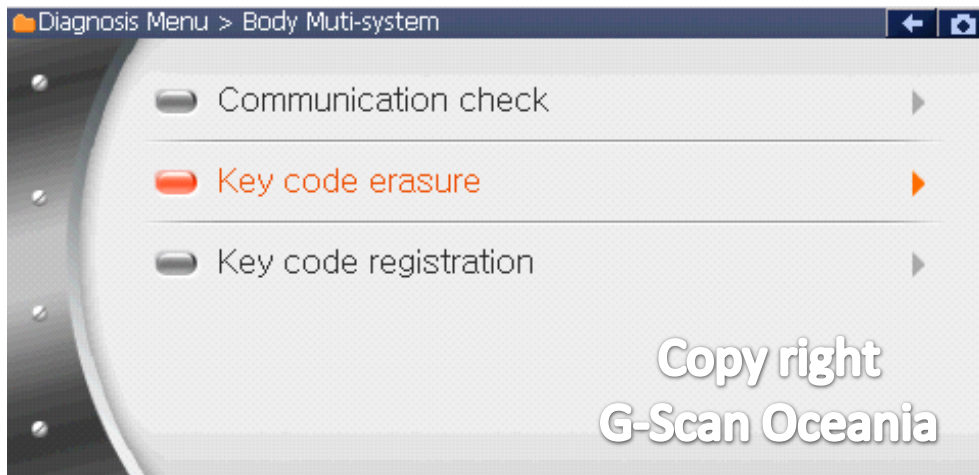 Diagnosis Menu > Body Muti-system
Communication check
Key code erasure
Key code registration
Copy right
G-Scan Oceania